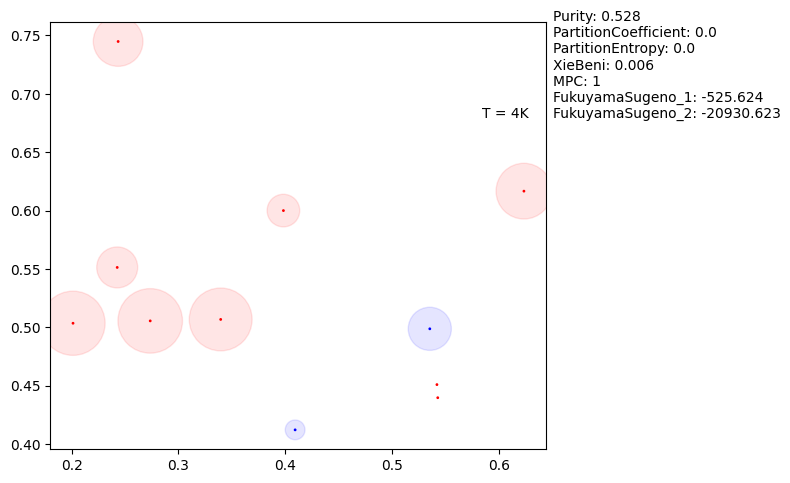 Purity: 0.528
PartitionCoefficient: 0.0
PartitionEntropy: 0.0
XieBeni: 0.006
MPC: 1
FukuyamaSugeno_1: -525.624
FukuyamaSugeno_2: -20930.623
T = 4K
0.75
0.70
0.65
0.60
0.55
0.50
0.45
0.40
0.2
0.3
0.4
0.5
0.6